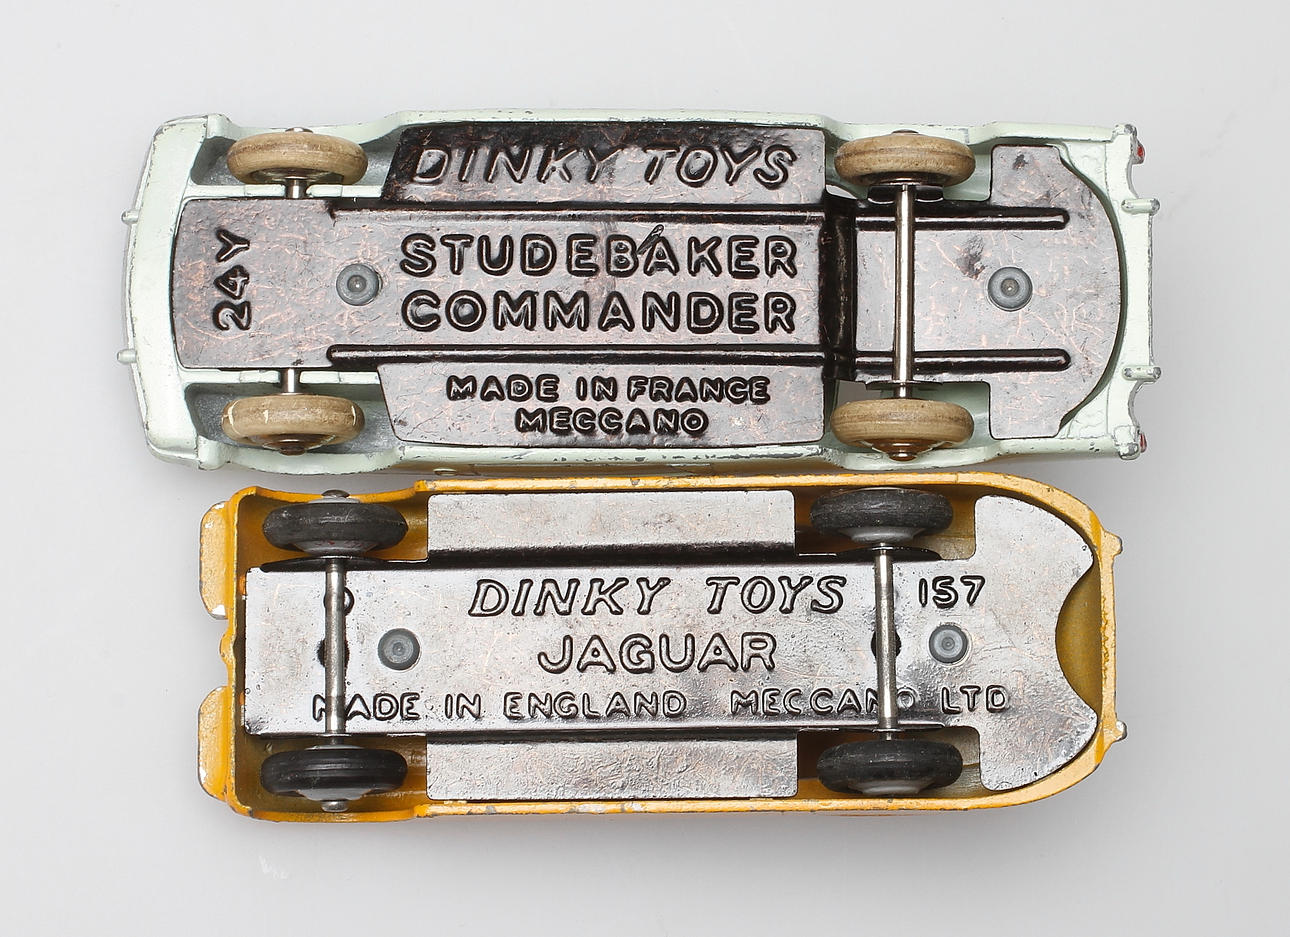 DINKY TOYS
24Y
STUDEBAKER
COMMANDER
MADE IN FRANCE
MECCANO
DINKY TOYS 157
JAGUAR
MADE IN ENGLAND MECCANO LTD